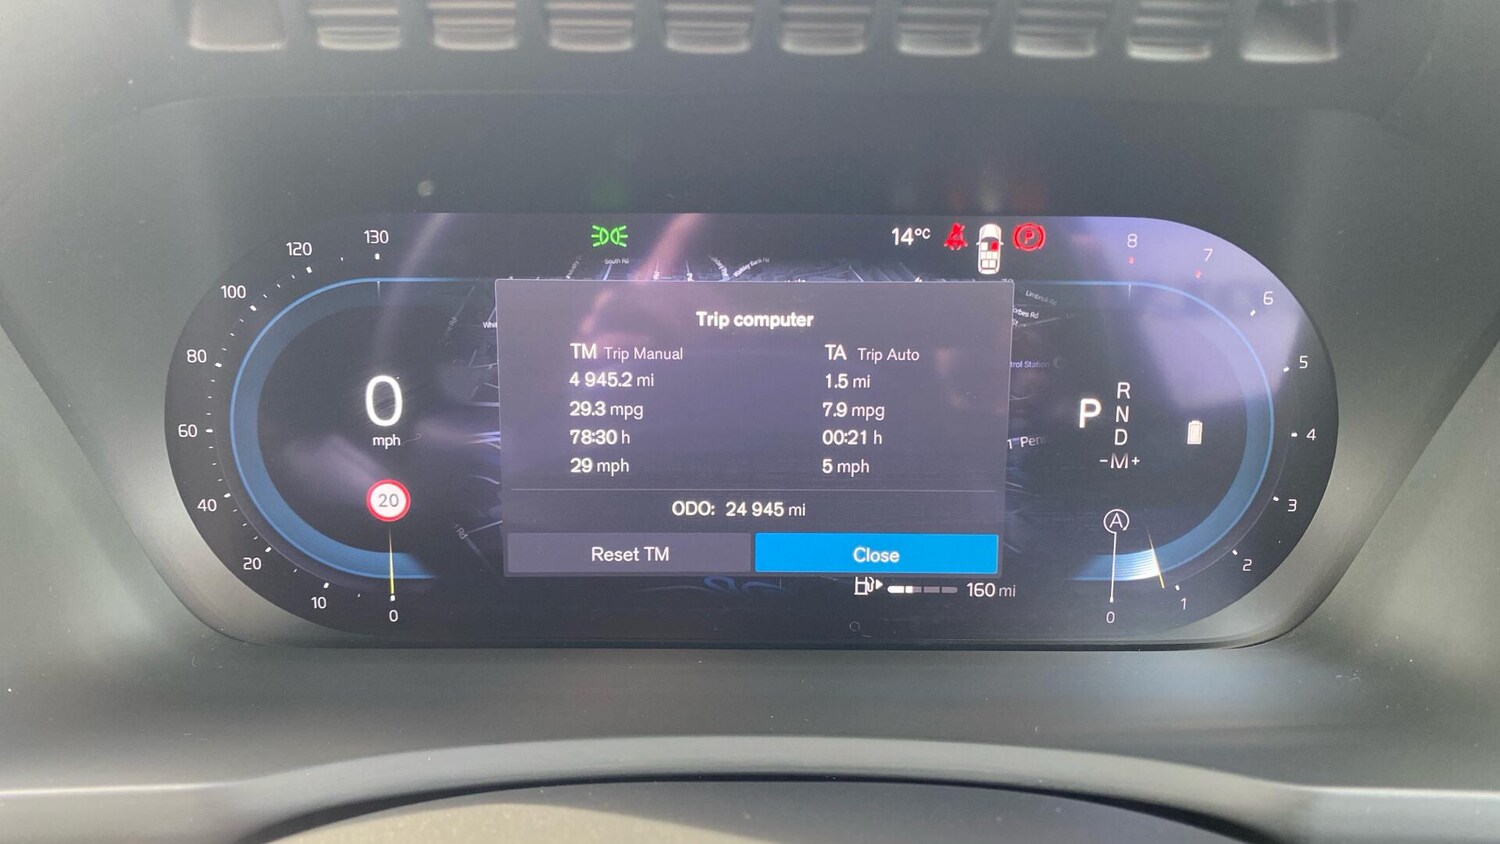 130
120
100
80
60
40
20
10
0
0
mph
20
14°C
P
8
7
6
5
4
3
2
1
0
South Rd
Trip computer
TM Trip Manual
4 945.2 mi
29.3 mpg
78:30 h
29 mph
TA Trip Auto
1.5 mi
7.9 mpg
00:21 h
5 mph
ODO: 24 945 mi
Reset TM
Close
160 mi
P
R
N
D
-M+
A